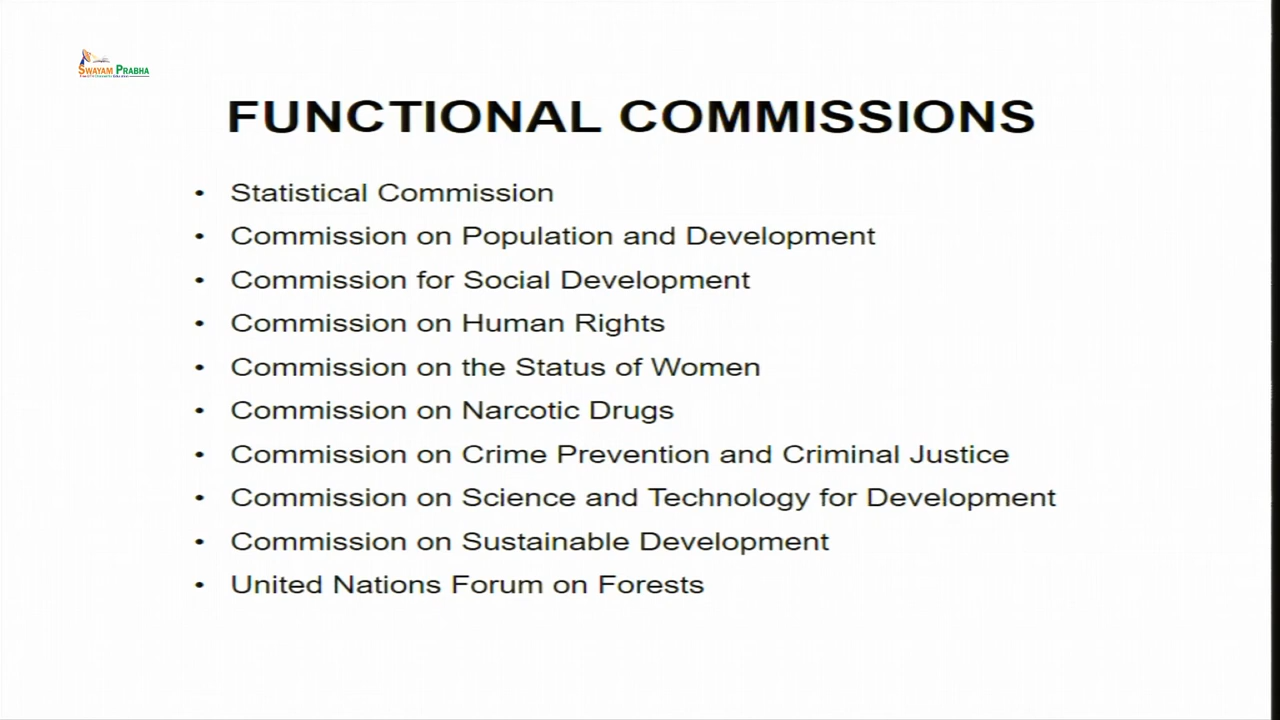 SWAYAM PRABHA
FUNCTIONAL COMMISSIONS
• Statistical Commission
• Commission on Population and Development
• Commission for Social Development
• Commission on Human Rights
• Commission on the Status of Women
• Commission on Narcotic Drugs
• Commission on Crime Prevention and Criminal Justice
• Commission on Science and Technology for Development
• Commission on Sustainable Development
• United Nations Forum on Forests